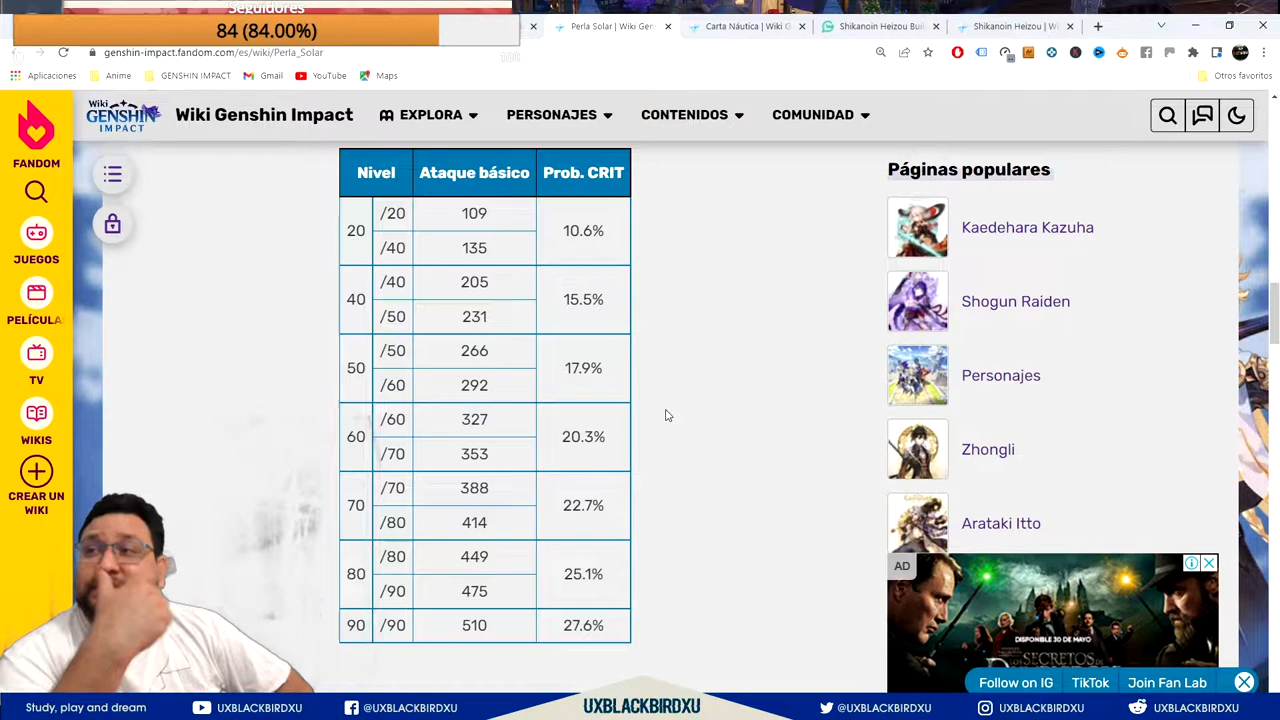 Seguidores
84 (84.00%)
Perla Solar | Wiki Gen
Carta Náutica | Wiki G
Shikanoin Heizou Buil
Shikanoin Heizou | W
genshin-impact.fandom.com/es/wiki/Perla_Solar
Aplicaciones
Anime
GENSHIN IMPACT
Gmail
YouTube
Maps
Otros favoritos
Wiki
GENSHIN
IMPACT
Wiki Genshin Impact
EXPLORA
PERSONAJES
CONTENIDOS
COMUNIDAD
FANDOM
JUEGOS
PELÍCULA
TV
WIKIS
CREAR UN
WIKI
Nivel Ataque básico Prob. CRIT
20 /20 109 10.6%
/40 135
40 /40 205 15.5%
/50 231
50 /50 266 17.9%
/60 292
60 /60 327 20.3%
/70 353
70 /70 388 22.7%
/80 414
80 /80 449 25.1%
/90 475
90 /90 510 27.6%
Páginas populares
Kaedehara Kazuha
Shogun Raiden
Personajes
Zhongli
Arataki Itto
AD
DISPONIBLE 30 DE MAYO
LOS SECRETOS
DE
Follow on IG
TikTok
Join Fan Lab
Study, play and dream
UXBLACKBIRDXU
@UXBLACKBIRDXU
UXBLACKBIRDXU
@UXBLACKBIRDXU
UXBLACKBIRDXU
UXBLACKBIRDXU